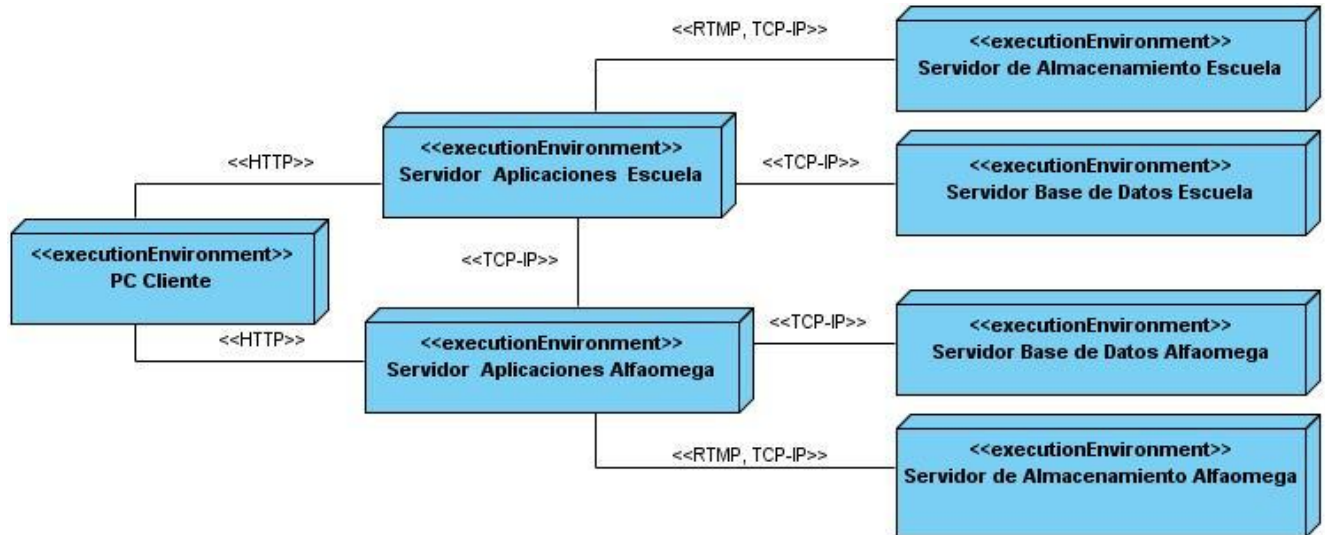 <<RTMP, TCP-IP>>
<<executionEnvironment>>
Servidor de Almacenamiento Escuela
<<HTTP>>
<<executionEnvironment>>
Servidor Aplicaciones Escuela
<<TCP-IP>>
<<executionEnvironment>>
Servidor Base de Datos Escuela
<<executionEnvironment>>
PC Cliente
<<TCP-IP>>
<<HTTP>>
<<executionEnvironment>>
Servidor Aplicaciones Alfaomega
<<TCP-IP>>
<<executionEnvironment>>
Servidor Base de Datos Alfaomega
<<RTMP, TCP-IP>>
<<executionEnvironment>>
Servidor de Almacenamiento Alfaomega